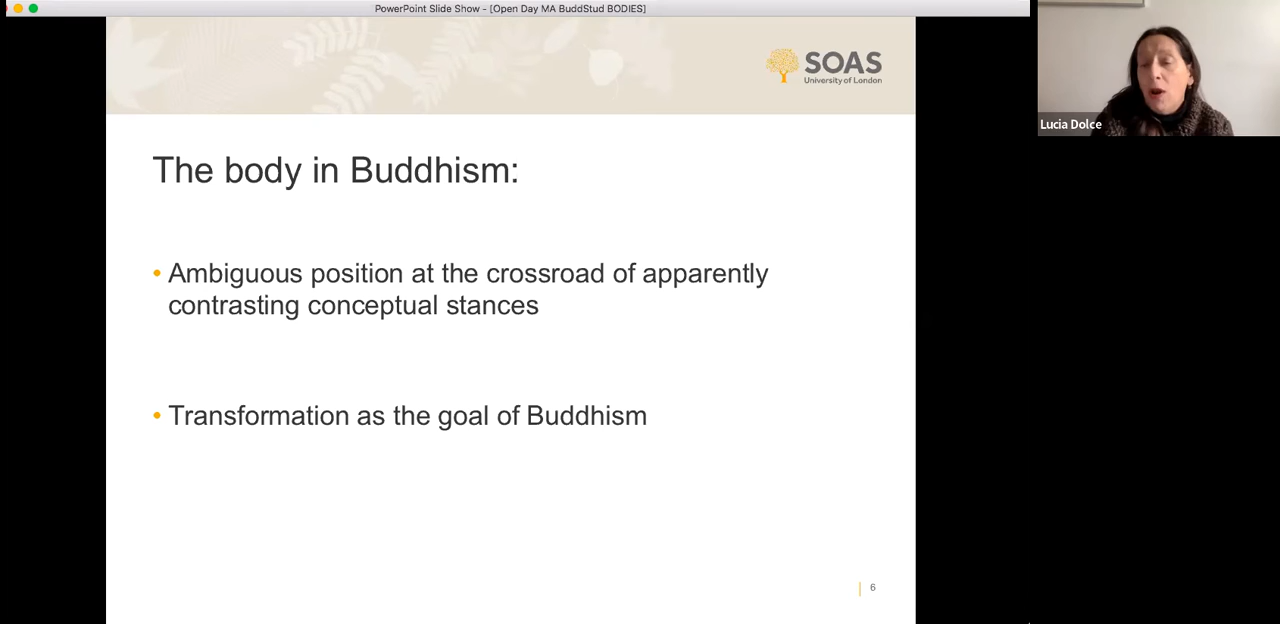 PowerPoint Slide Show - [Open Day MA BuddStud BODIES]
SOAS
University of London
Lucia Dolce
The body in Buddhism:
• Ambiguous position at the crossroad of apparently
contrasting conceptual stances
• Transformation as the goal of Buddhism
6